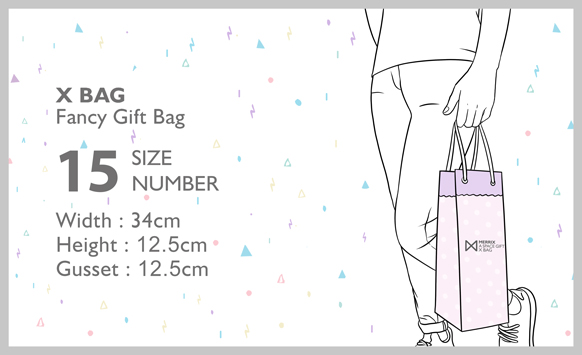 X BAG
Fancy Gift Bag
15 SIZE
NUMBER
Width : 34cm
Height : 12.5cm
Gusset : 12.5cm
MERRIX
A SPACE GIFT
X BAG